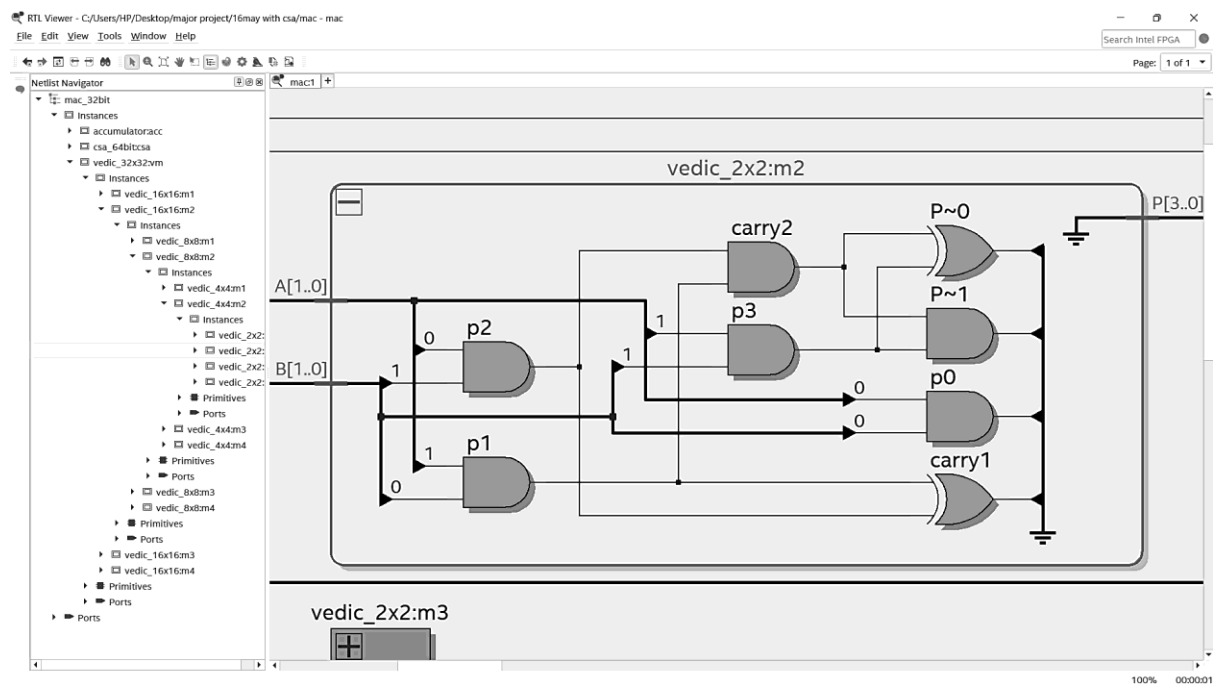 RTL Viewer - C:/Users/HP/Desktop/major project/16may with csa/mac - mac
File Edit View Tools Window Help
Search Intel FPGA
Page: 1 of 1
Netlist Navigator
mac_32bit
Instances
accumulator:acc
csa_64bit:csa
vedic_32x32:vm
Instances
vedic_16x16:m1
vedic_16x16:m2
Instances
vedic_8x8:m1
vedic_8x8:m2
Instances
vedic_4x4:m1
vedic_4x4:m2
Instances
vedic_2x2:
vedic_2x2:
vedic_2x2:
vedic_2x2:
Primitives
Ports
vedic_4x4:m3
vedic_4x4:m4
Primitives
Ports
vedic_8x8:m3
vedic_8x8:m4
Primitives
Ports
vedic_16x16:m3
vedic_16x16:m4
Primitives
Ports
Ports
mac:1 +
vedic_2x2:m2
P[3..0]
P~0
carry2
A[1..0]
P~1
p3
1
p2
0
1
B[1..0]
1
p0
0
0
p1
carry1
1
0
vedic_2x2:m3
100% 00:00:01